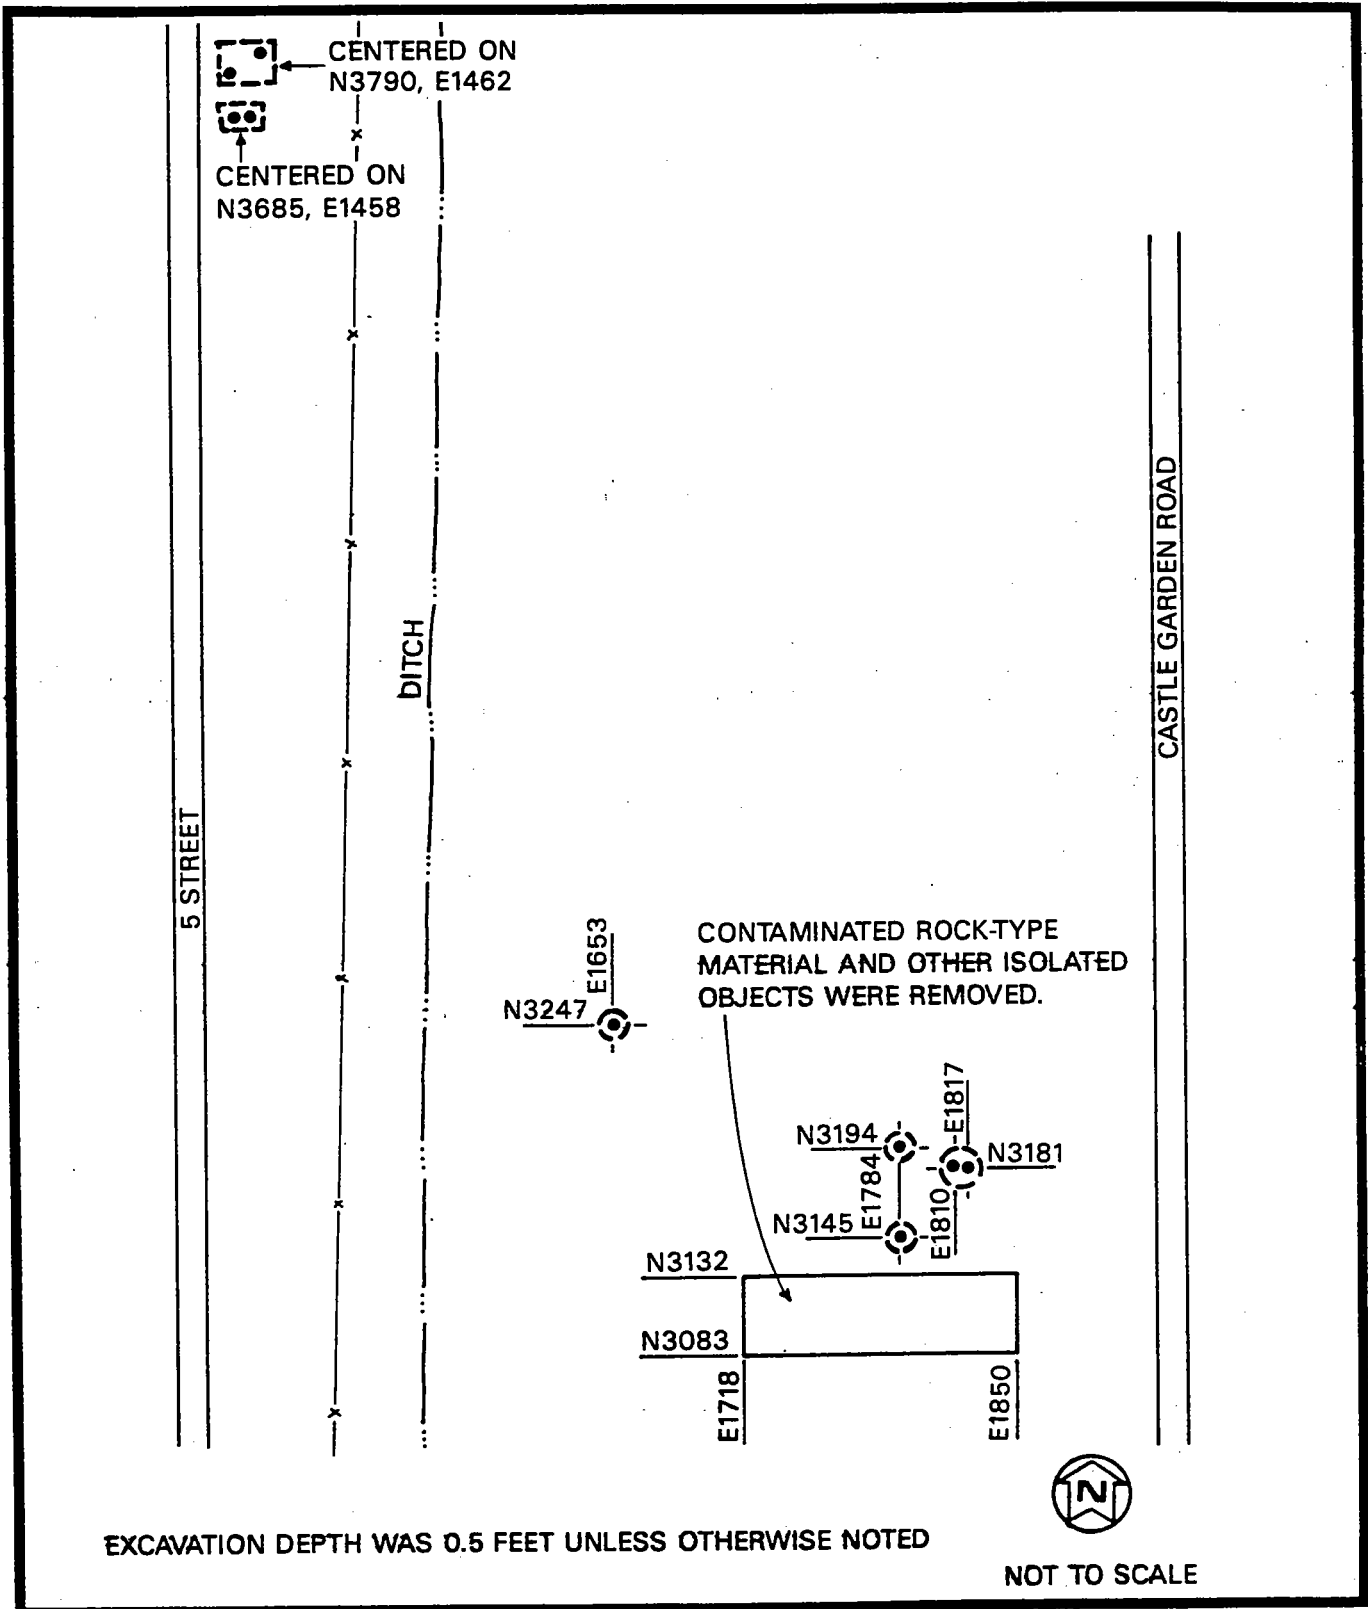 CENTERED ON
N3790, E1462
CENTERED ON
N3685, E1458
DITCH
5 STREET
CASTLE GARDEN ROAD
E1653
N3247
CONTAMINATED ROCK-TYPE
MATERIAL AND OTHER ISOLATED
OBJECTS WERE REMOVED.
E1817
N3194
N3181
E1784
E1810
N3145
N3132
N3083
E1718
E1850
N
EXCAVATION DEPTH WAS 0.5 FEET UNLESS OTHERWISE NOTED
NOT TO SCALE